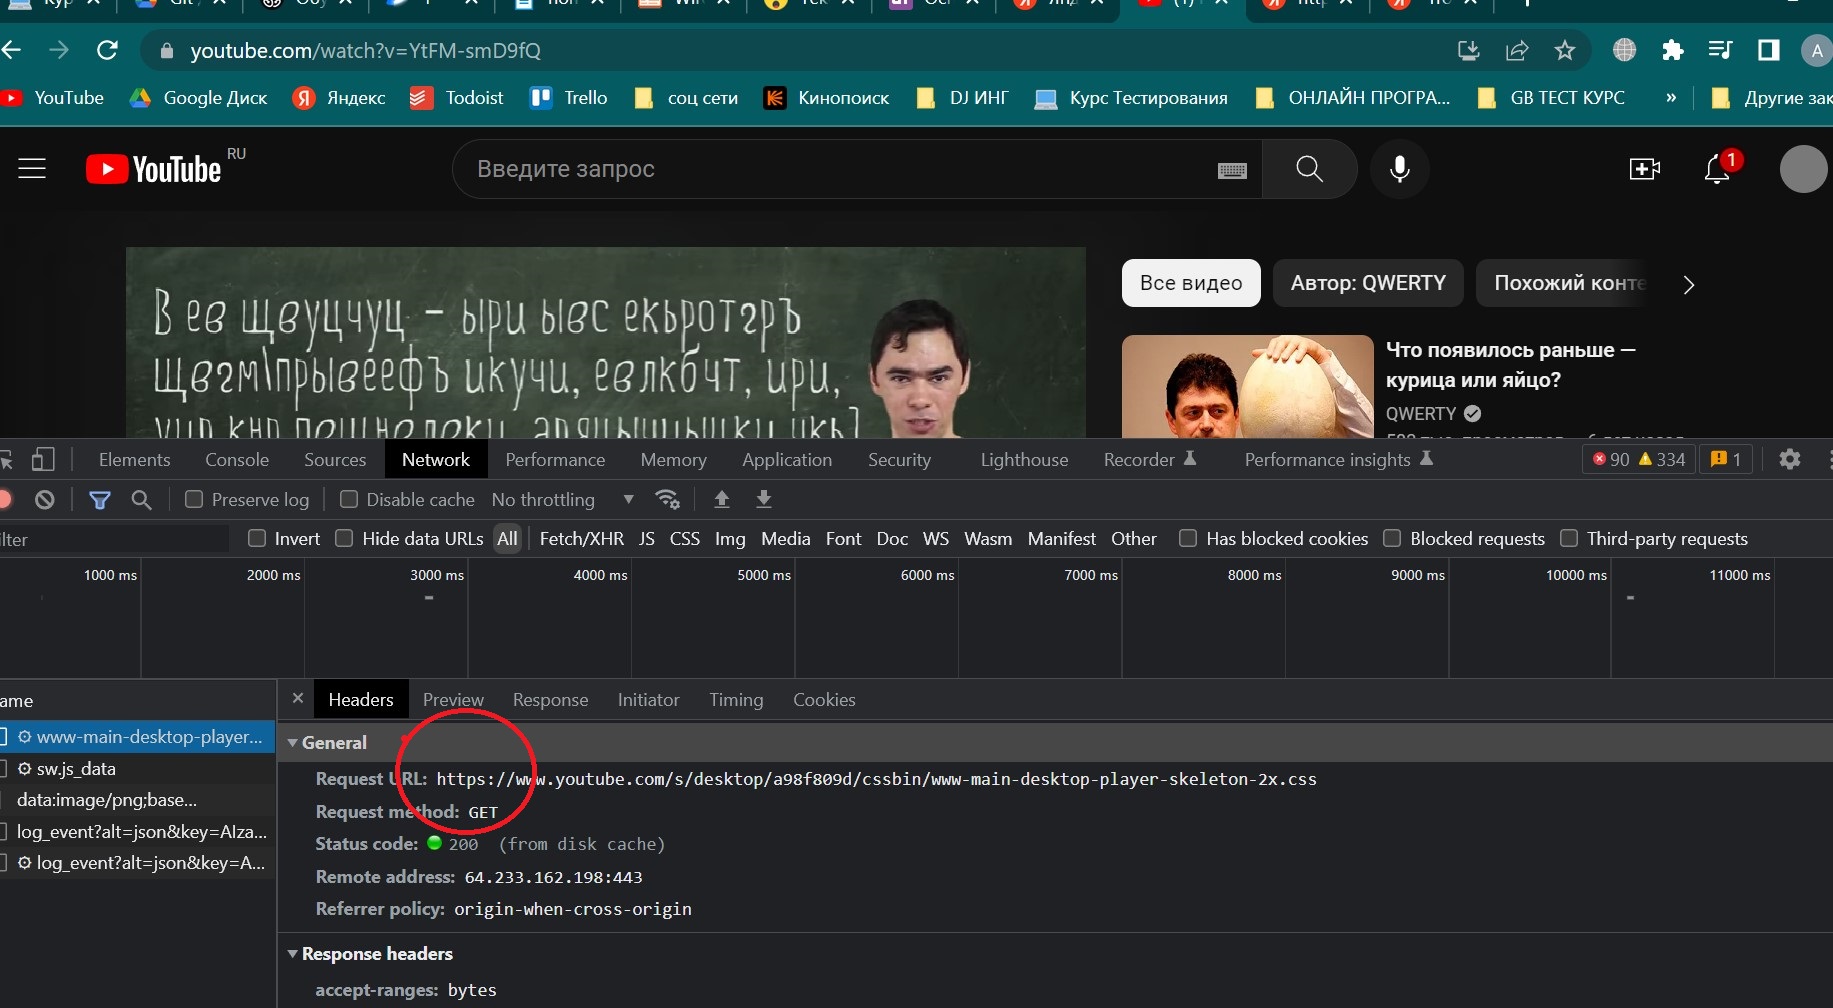 youtube.com/watch?v=YtFM-smD9fQ
A
YouTube
Google Диск
Яндекс
Todoist
Trello
соц сети
Кинопоиск
DJ ИНГ
Курс Тестирования
ОНЛАЙН ПРОГРА...
GB ТЕСТ КУРС
»
Другие зак
YouTube RU
Введите запрос
1
В ев щвуцчуц - ыри ывс екьротгръ
щвгм\прывеефъ икучи, евлкбчт, ири,
Все видео
Автор: QWERTY
Похожий конте
Что появилось раньше —
курица или яйцо?
QWERTY
Elements Console Sources Network Performance Memory Application Security Lighthouse Recorder Performance insights 90 334 1
Preserve log Disable cache No throttling
ilter Invert Hide data URLs All Fetch/XHR JS CSS Img Media Font Doc WS Wasm Manifest Other Has blocked cookies Blocked requests Third-party requests
1000 ms 2000 ms 3000 ms 4000 ms 5000 ms 6000 ms 7000 ms 8000 ms 9000 ms 10000 ms 11000 ms
ame
www-main-desktop-player...
sw.js_data
data:image/png;base...
log_event?alt=json&key=AIza...
log_event?alt=json&key=A...
× Headers Preview Response Initiator Timing Cookies
General
Request URL: https://www.youtube.com/s/desktop/a98f809d/cssbin/www-main-desktop-player-skeleton-2x.css
Request method: GET
Status code: 200 (from disk cache)
Remote address: 64.233.162.198:443
Referrer policy: origin-when-cross-origin
Response headers
accept-ranges: bytes